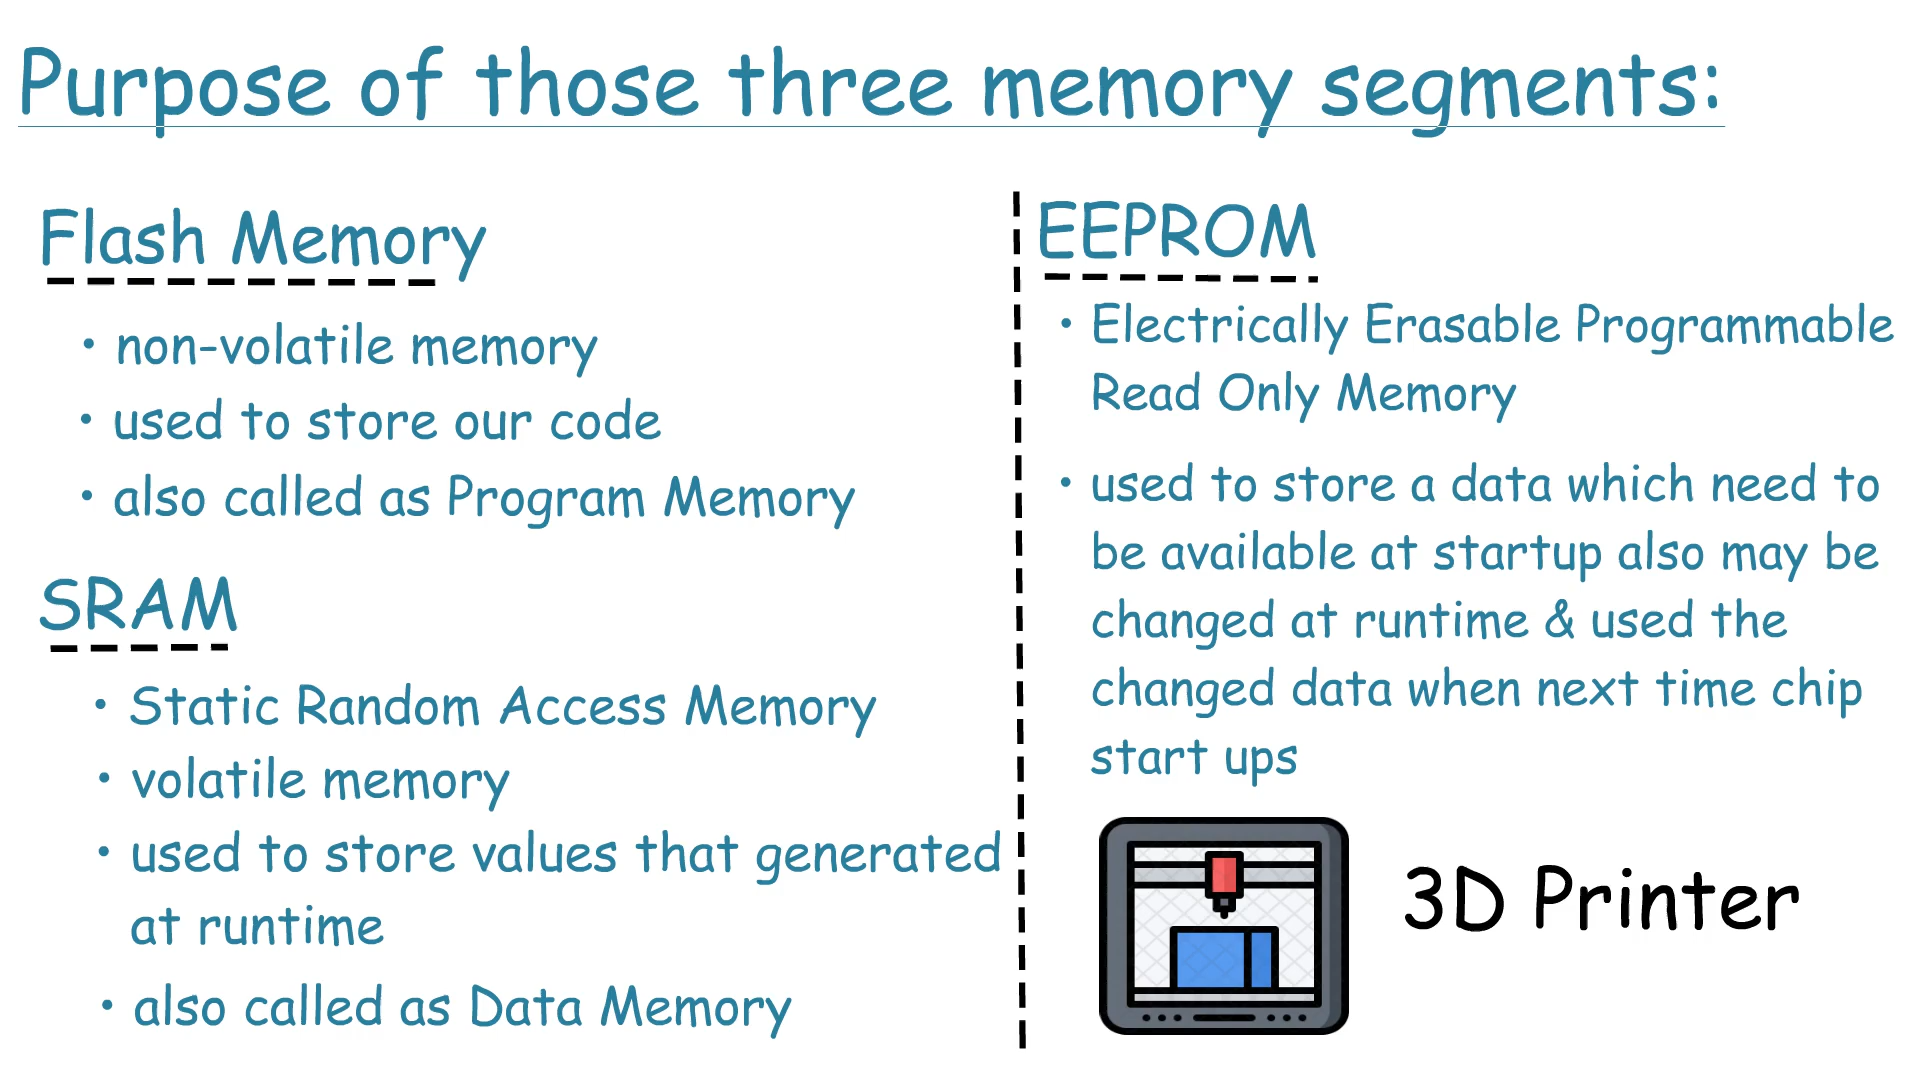 Purpose of those three memory segments:
Flash Memory
• non-volatile memory
• used to store our code
• also called as Program Memory
SRAM
• Static Random Access Memory
• volatile memory
• used to store values that generated
at runtime
• also called as Data Memory
EEPROM
• Electrically Erasable Programmable
Read Only Memory
• used to store a data which need to
be available at startup also may be
changed at runtime & used the
changed data when next time chip
start ups
3D Printer